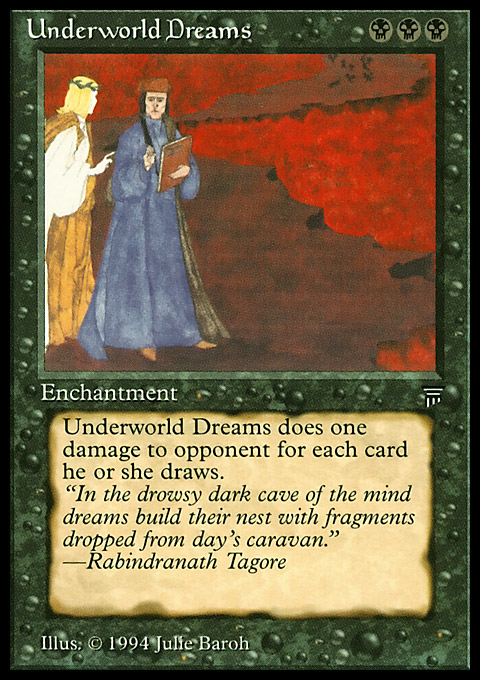 Underworld Dreams
Enchantment
Underworld Dreams does one
damage to opponent for each card
he or she draws.
“In the drowsy dark cave of the mind
dreams build their nest with fragments
dropped from day’s caravan.”
—Rabindranath Tagore
Illus. © 1994 Julie Baroh